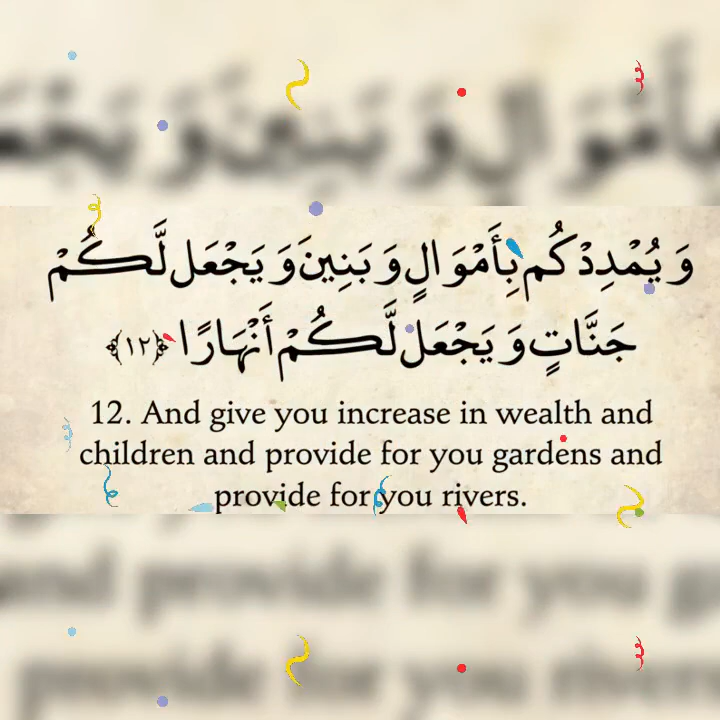 وَيُمْدِدْكُم بِأَمْوَالٍ وَبَنِينَ وَيَجْعَل لَّكُمْ
جَنَّاتٍ وَيَجْعَل لَّكُمْ أَنْهَارًا ﴿١٢﴾
12. And give you increase in wealth and
children and provide for you gardens and
provide for you rivers.